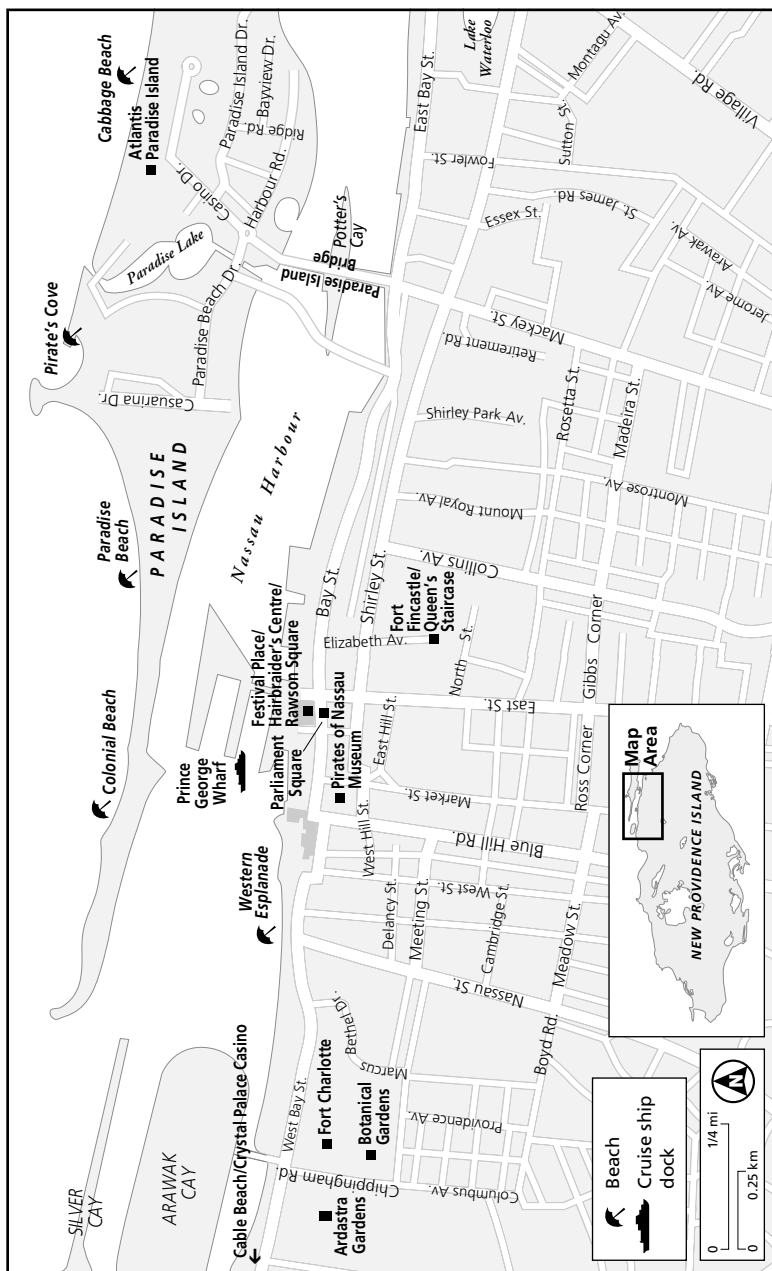 SILVER
CAY
ARAWAK
CAY
Cable Beach/Crystal Palace Casino
Colonial Beach
Paradise
Beach
PARADISE
ISLAND
Pirate's Cove
Cabbage Beach
Atlantis
Paradise Island
Casuarina Dr.
Paradise Beach Dr.
Paradise Lake
Casino Dr.
Harbour Rd.
Paradise Island Dr.
Bayview Dr.
Ridge Rd.
Nassau Harbour
Paradise Island
Bridge
Potter's
Cay
Lake
Waterloo
Western
Esplanade
Prince
George
Wharf
Festival Place/
Hairbraider's Centre/
Rawson Square
Parliament
Square
Pirates of Nassau
Museum
Fort
Fincastle/
Queen's
Staircase
Fort Charlotte
Botanical
Gardens
Ardastra
Gardens
West Bay St.
Bay St.
East Bay St.
Shirley St.
Elizabeth Av.
West Hill St.
East Hill St.
North St.
Chippingham Rd.
Columbus Av.
Providence Av.
Marcus
Bethel Dr.
Boyd Rd.
Nassau St.
Meadow St.
Delancy St.
Meeting St.
Cambridge St.
West St.
Blue Hill Rd.
Market St.
East St.
Ross Corner
Gibbs Corner
Collins Av.
Mount Royal Av.
Montrose Av.
Shirley Park Av.
Rosetta St.
Madeira St.
Retirement Rd.
Mackey St.
Essex St.
St. James Rd.
Fowler St.
Sutton St.
Montagu Av.
Village Rd.
Arawak Av.
Jerome Av.
Beach
Cruise ship
dock
0
1/4 mi
0
0.25 km
N
Map
Area
NEW PROVIDENCE ISLAND